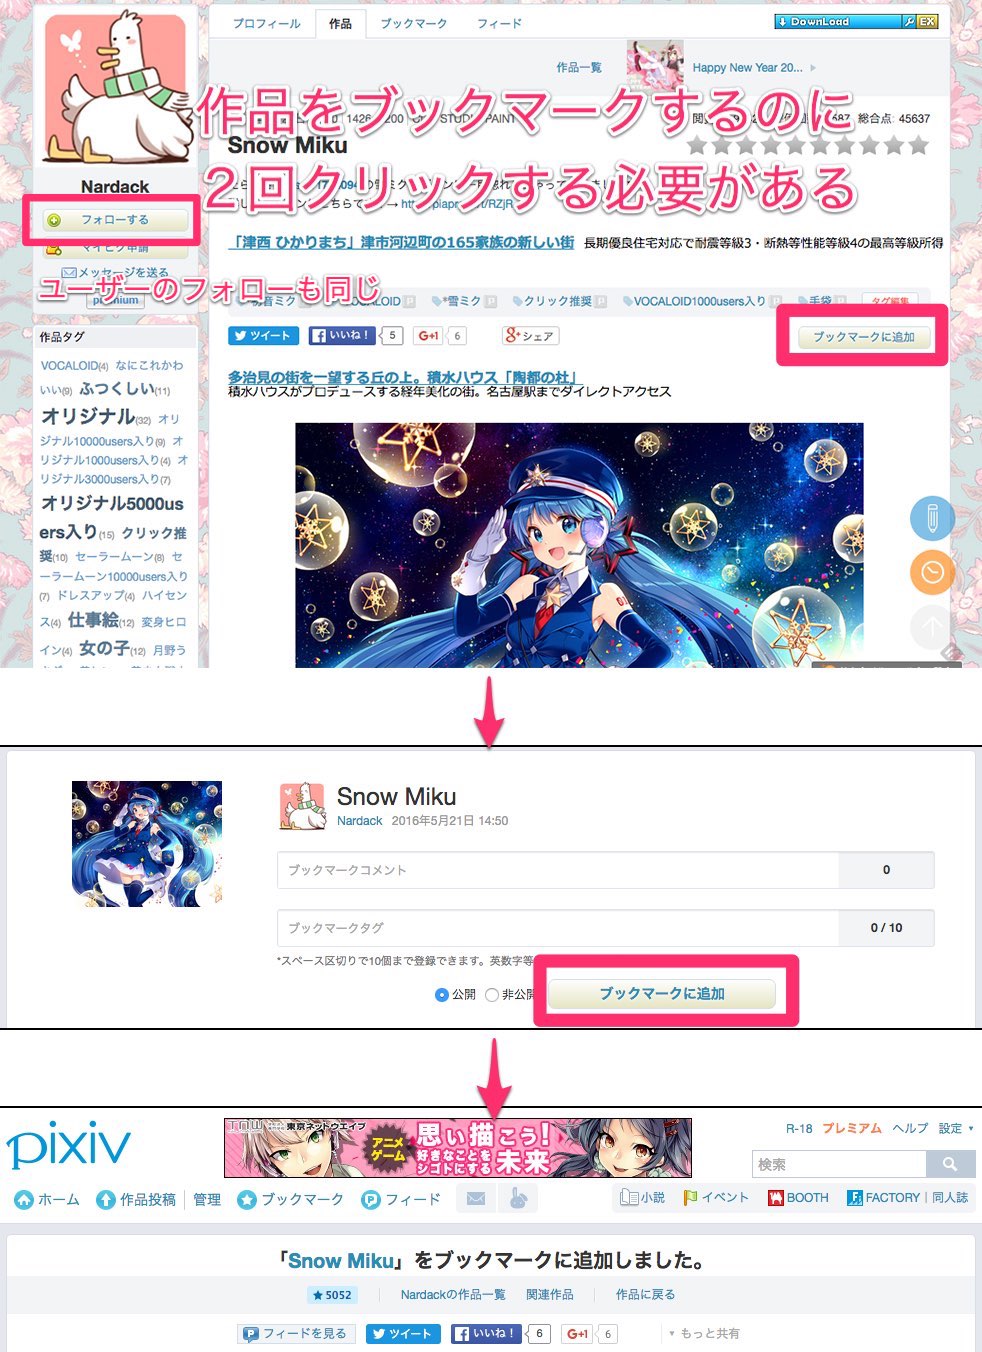 プロフィール 作品 ブックマーク フィード
DownLoad EX
作品一覧 Happy New Year 20...
作品をブックマークするのに
総合点: 45637
Snow Miku
2回クリックする必要がある
Nardack
フォローする
マイピク申請
メッセージを送る
ユーザーのフォローも同じ
premium
「津西 ひかりまち」津市河辺町の165家族の新しい街 長期優良住宅対応で耐震等級3・断熱等性能等級4の最高等級所得
*雪ミク P クリック推奨 P VOCALOID1000users入り P 手袋 P タグ編集
ツイート いいね！ 5 G+1 6 シェア
ブックマークに追加
多治見の街を一望する丘の上。積水ハウス「陶都の杜」
積水ハウスがプロデュースする経年美化の街。名古屋駅までダイレクトアクセス
作品タグ
VOCALOID(4) なにこれかわ
いい(9) ふつくしい(11)
オリジナル(32) オリ
ジナル10000users入り(9) オ
リジナル1000users入り(4) オ
リジナル3000users入り(7)
オリジナル5000us
ers入り(15) クリック推
奨(10) セーラームーン(8) セ
ーラームーン10000users入り
(7) ドレスアップ(4) ハイセン
ス(4) 仕事絵(12) 変身ヒロ
イン(4) 女の子(12) 月野う
Snow Miku
Nardack 2016年5月21日 14:50
ブックマークコメント 0
ブックマークタグ 0 / 10
*スペース区切りで10個まで登録できます。英数字等
公開 非公開 ブックマークに追加
pixiv
TNW 東京ネットウエイブ
アニメ
ゲーム
思い描こう!
好きなことを
シゴトにする
未来
R-18 プレミアム ヘルプ 設定
検索
ホーム 作品投稿 管理 ブックマーク フィード
小説 イベント BOOTH FACTORY | 同人誌
「Snow Miku」をブックマークに追加しました。
★ 5052 Nardackの作品一覧 関連作品 作品に戻る
フィードを見る ツイート いいね！ 6 G+1 6 もっと共有